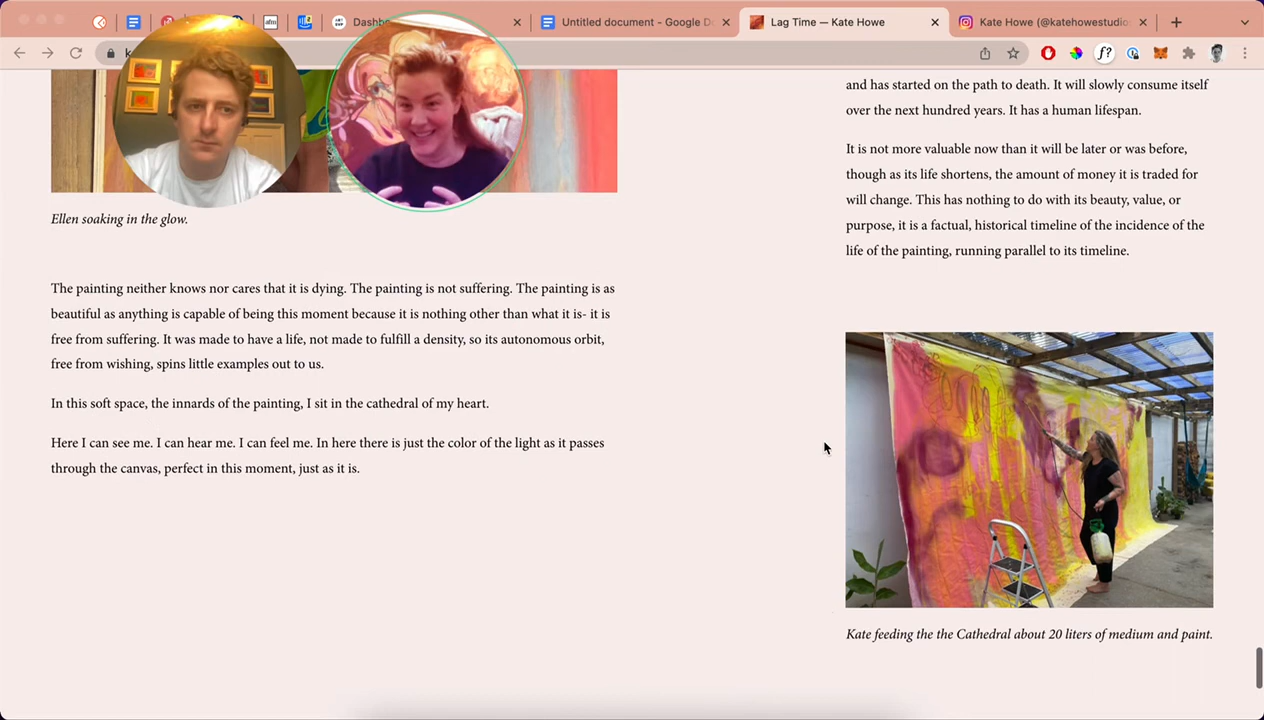 Dashb
Untitled document - Google D
Lag Time — Kate Howe
Kate Howe (@katehowestudio
Ellen soaking in the glow.
The painting neither knows nor cares that it is dying. The painting is not suffering. The painting is as
beautiful as anything is capable of being this moment because it is nothing other than what it is- it is
free from suffering. It was made to have a life, not made to fulfill a density, so its autonomous orbit,
free from wishing, spins little examples out to us.
In this soft space, the innards of the painting, I sit in the cathedral of my heart.
Here I can see me. I can hear me. I can feel me. In here there is just the color of the light as it passes
through the canvas, perfect in this moment, just as it is.
and has started on the path to death. It will slowly consume itself
over the next hundred years. It has a human lifespan.
It is not more valuable now than it will be later or was before,
though as its life shortens, the amount of money it is traded for
will change. This has nothing to do with its beauty, value, or
purpose, it is a factual, historical timeline of the incidence of the
life of the painting, running parallel to its timeline.
Kate feeding the the Cathedral about 20 liters of medium and paint.